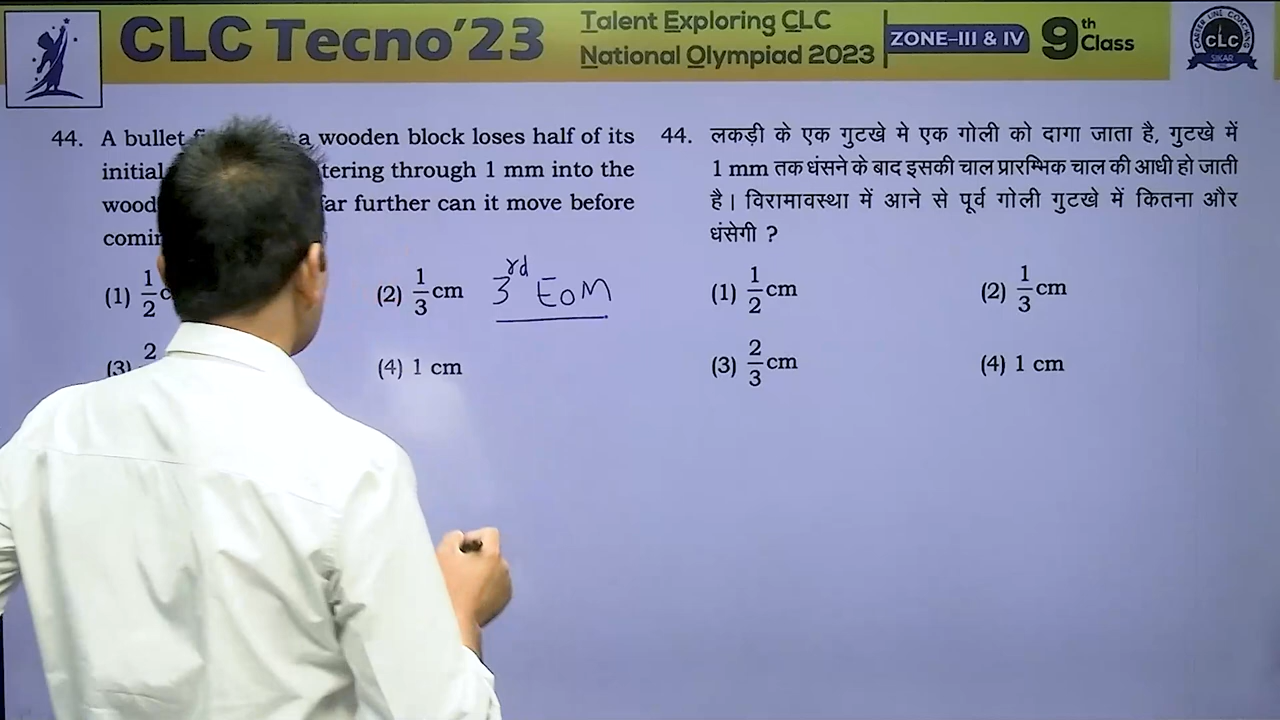 CLC Tecno'23
Talent Exploring CLC
National Olympiad 2023
ZONE–III & IV
9th Class
CAREER LINE COACHING
CLC
SIKAR
44. A bullet a wooden block loses half of its
initial tering through 1 mm into the
wood far further can it move before
comin
(1) 1/2 c
(2) 1/3 cm
3rd EOM
(3) 2
(4) 1 cm
44. लकड़ी के एक गुटखे मे एक गोली को दागा जाता है, गुटखे में
1 mm तक धंसने के बाद इसकी चाल प्रारम्भिक चाल की आधी हो जाती
है। विरामावस्था में आने से पूर्व गोली गुटखे में कितना और
धंसेगी ?
(1) 1/2 cm
(2) 1/3 cm
(3) 2/3 cm
(4) 1 cm